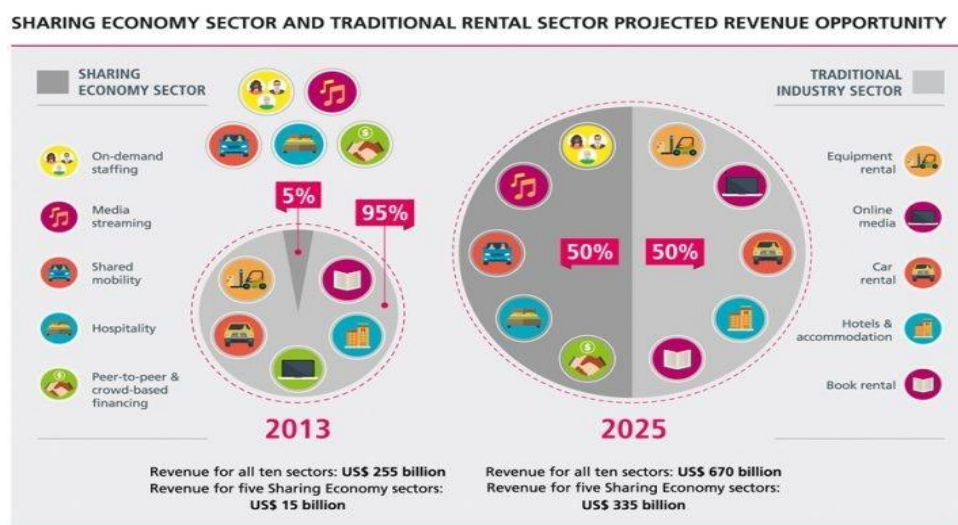 SHARING ECONOMY SECTOR AND TRADITIONAL RENTAL SECTOR PROJECTED REVENUE OPPORTUNITY
SHARING
ECONOMY SECTOR
On-demand
staffing
Media
streaming
Shared
mobility
Hospitality
Peer-to-peer &
crowd-based
financing
5%
95%
2013
Revenue for all ten sectors: US$ 255 billion
Revenue for five Sharing Economy sectors:
US$ 15 billion
50%
50%
2025
Revenue for all ten sectors: US$ 670 billion
Revenue for five Sharing Economy sectors:
US$ 335 billion
TRADITIONAL
INDUSTRY SECTOR
Equipment
rental
Online
media
Car
rental
Hotels &
accommodation
Book rental